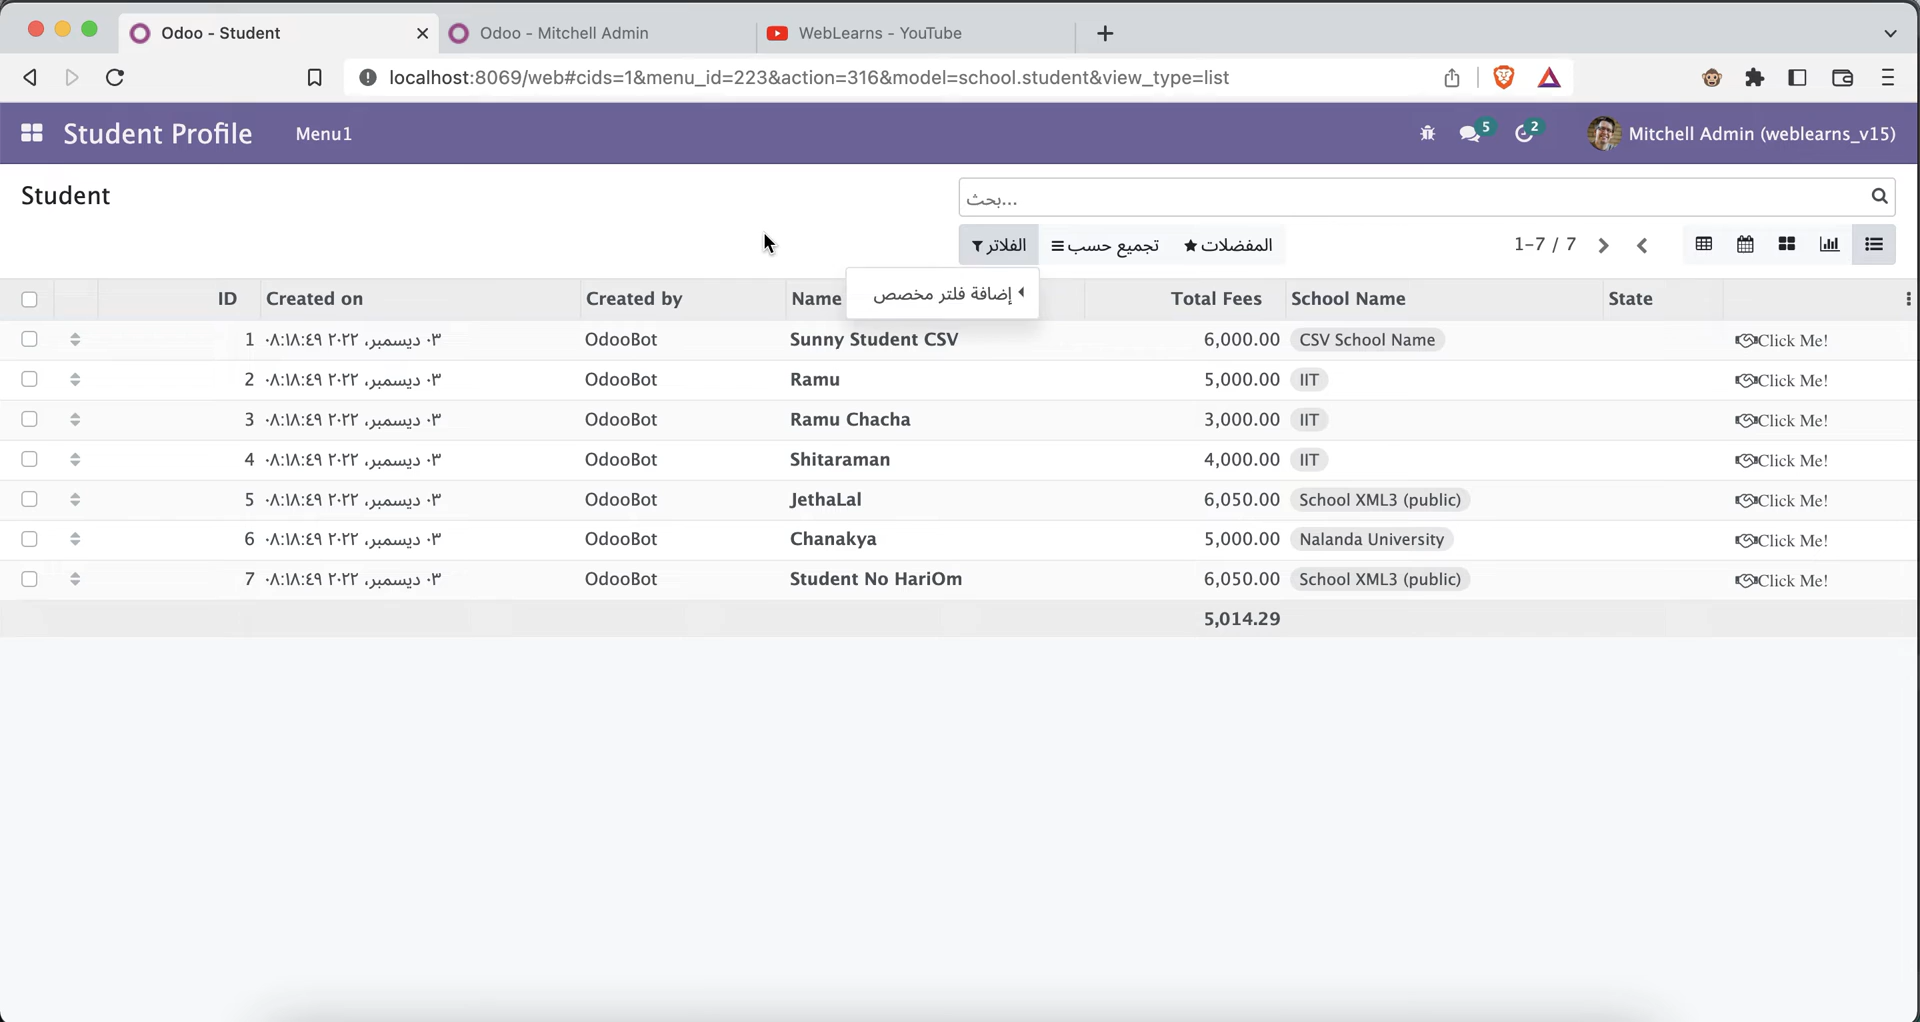 Odoo - Student
Odoo - Mitchell Admin
WebLearns - YouTube
localhost:8069/web#cids=1&menu_id=223&action=316&model=school.student&view_type=list
Student Profile
Menu1
5
2
Mitchell Admin (weblearns_v15)
Student
بحث...
الفلاتر
تجميع حسب
المفضلات
1-7 / 7
إضافة فلتر مخصص
ID Created on Created by Name Total Fees School Name State
1 ٠٣ ديسمبر، ٢٠٢٢ ٠٨:١٨:٤٩ OdooBot Sunny Student CSV 6,000.00 CSV School Name Click Me!
2 ٠٣ ديسمبر، ٢٠٢٢ ٠٨:١٨:٤٩ OdooBot Ramu 5,000.00 IIT Click Me!
3 ٠٣ ديسمبر، ٢٠٢٢ ٠٨:١٨:٤٩ OdooBot Ramu Chacha 3,000.00 IIT Click Me!
4 ٠٣ ديسمبر، ٢٠٢٢ ٠٨:١٨:٤٩ OdooBot Shitaraman 4,000.00 IIT Click Me!
5 ٠٣ ديسمبر، ٢٠٢٢ ٠٨:١٨:٤٩ OdooBot JethaLal 6,050.00 School XML3 (public) Click Me!
6 ٠٣ ديسمبر، ٢٠٢٢ ٠٨:١٨:٤٩ OdooBot Chanakya 5,000.00 Nalanda University Click Me!
7 ٠٣ ديسمبر، ٢٠٢٢ ٠٨:١٨:٤٩ OdooBot Student No HariOm 6,050.00 School XML3 (public) Click Me!
5,014.29